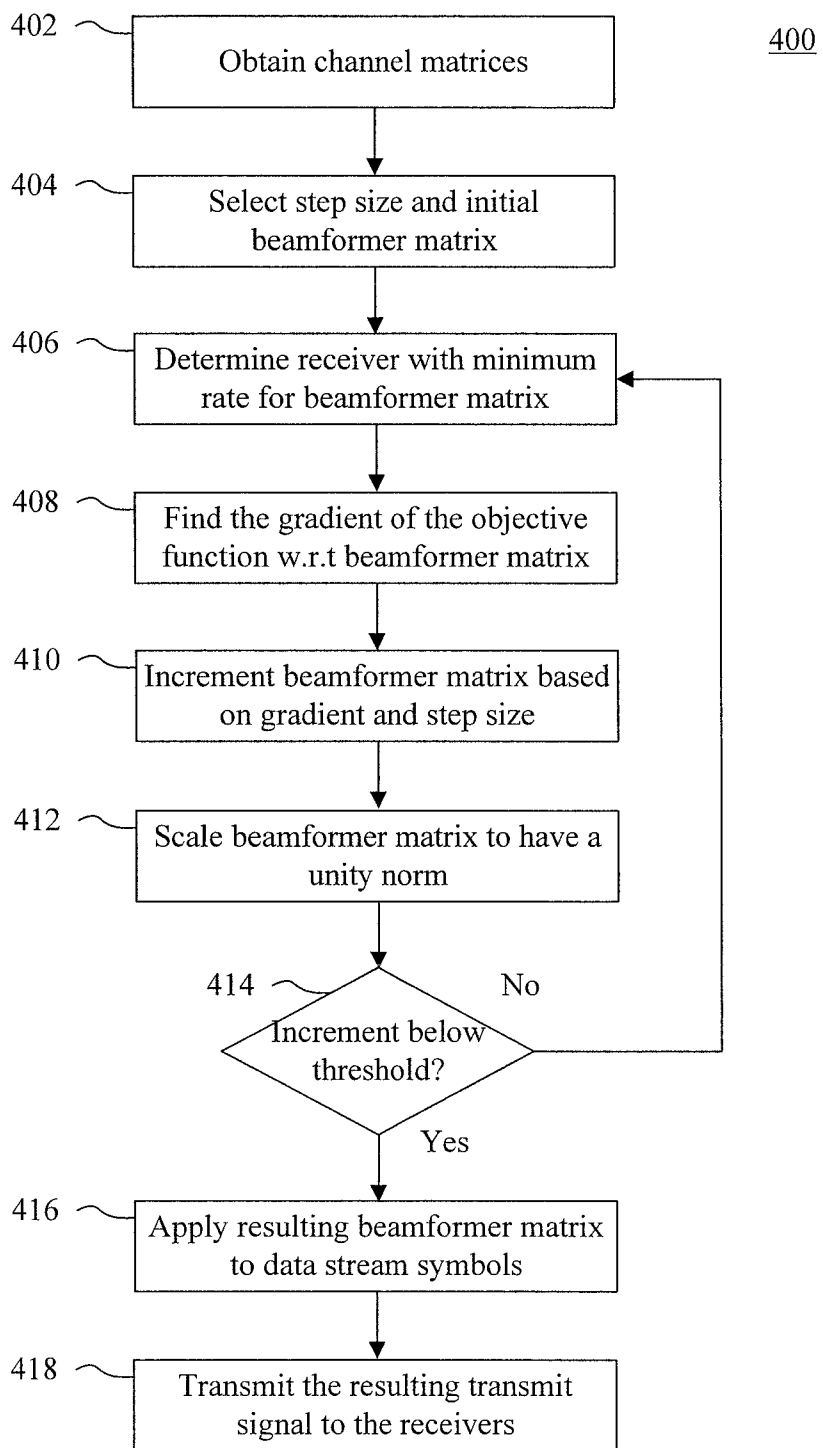 402
400
Obtain channel matrices
404
Select step size and initial
beamformer matrix
406
Determine receiver with minimum
rate for beamformer matrix
408
Find the gradient of the objective
function w.r.t beamformer matrix
410
Increment beamformer matrix based
on gradient and step size
412
Scale beamformer matrix to have a
unity norm
414
No
Increment below
threshold?
Yes
416
Apply resulting beamformer matrix
to data stream symbols
418
Transmit the resulting transmit
signal to the receivers